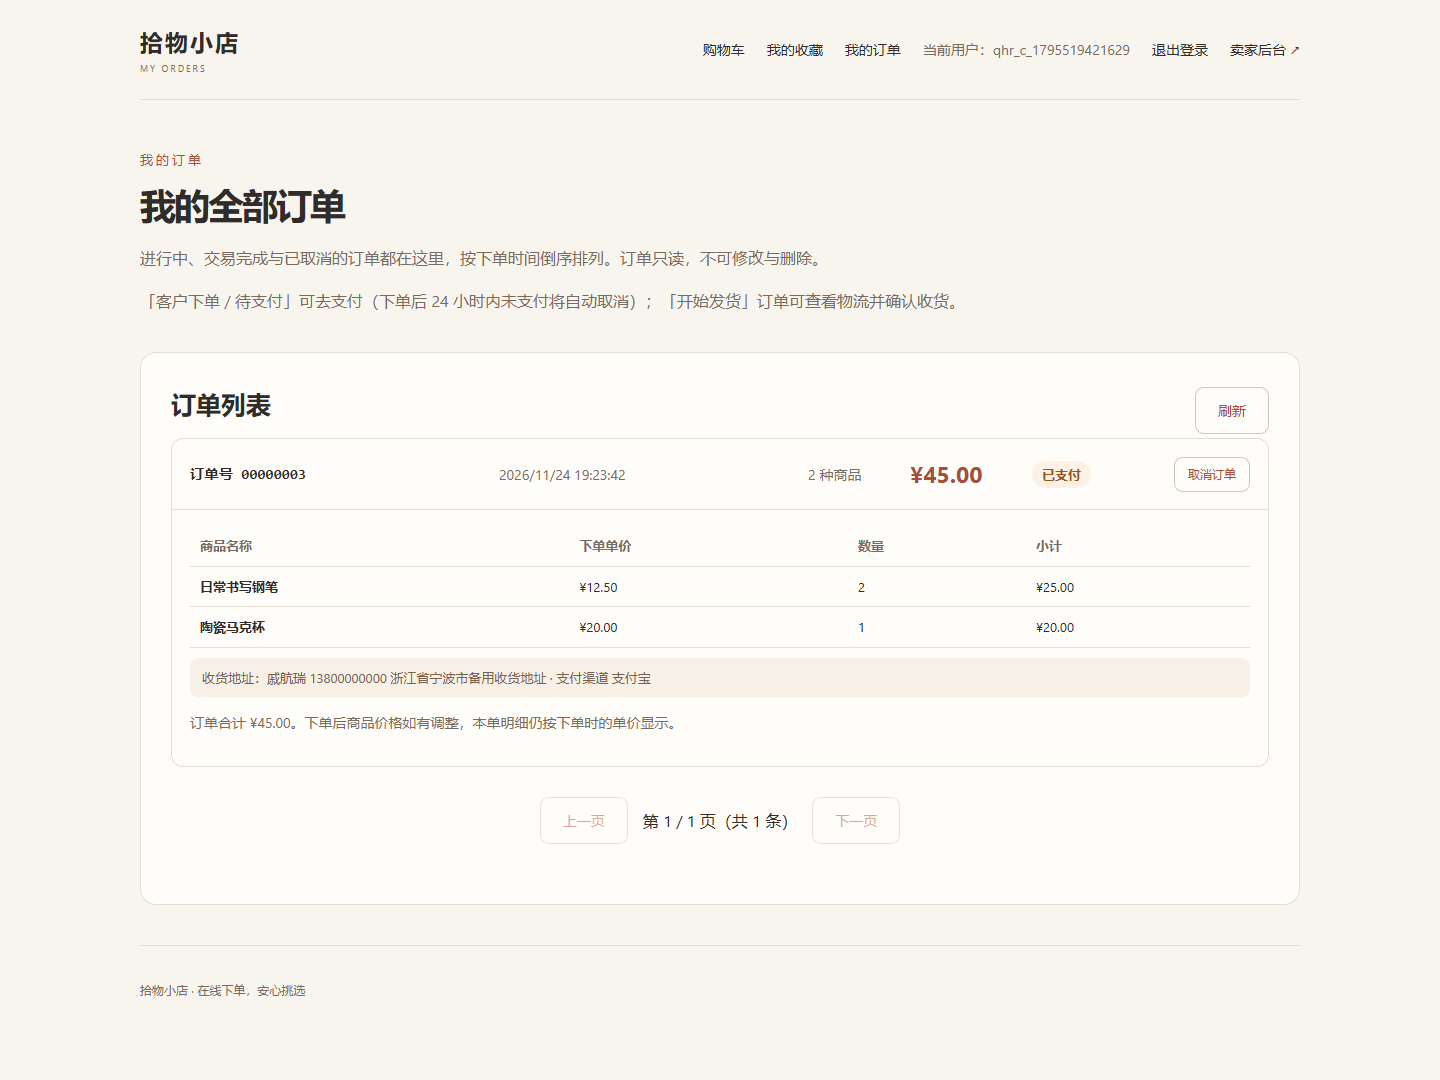 拾物小店
MY ORDERS
购物车 我的收藏 我的订单 当前用户：qhr_c_1795519421629 退出登录 卖家后台 ↗
我的订单
我的全部订单
进行中、交易完成与已取消的订单都在这里，按下单时间倒序排列。订单只读，不可修改与删除。
「客户下单 / 待支付」可去支付（下单后 24 小时内未支付将自动取消）；「开始发货」订单可查看物流并确认收货。
订单列表
刷新
订单号 00000003 2026/11/24 19:23:42 2 种商品 ¥45.00 已支付 取消订单
商品名称 下单单价 数量 小计
日常书写钢笔 ¥12.50 2 ¥25.00
陶瓷马克杯 ¥20.00 1 ¥20.00
收货地址：戚航瑞 13800000000 浙江省宁波市备用收货地址 · 支付渠道 支付宝
订单合计 ¥45.00。下单后商品价格如有调整，本单明细仍按下单时的单价显示。
上一页 第 1 / 1 页（共 1 条） 下一页
拾物小店 · 在线下单，安心挑选